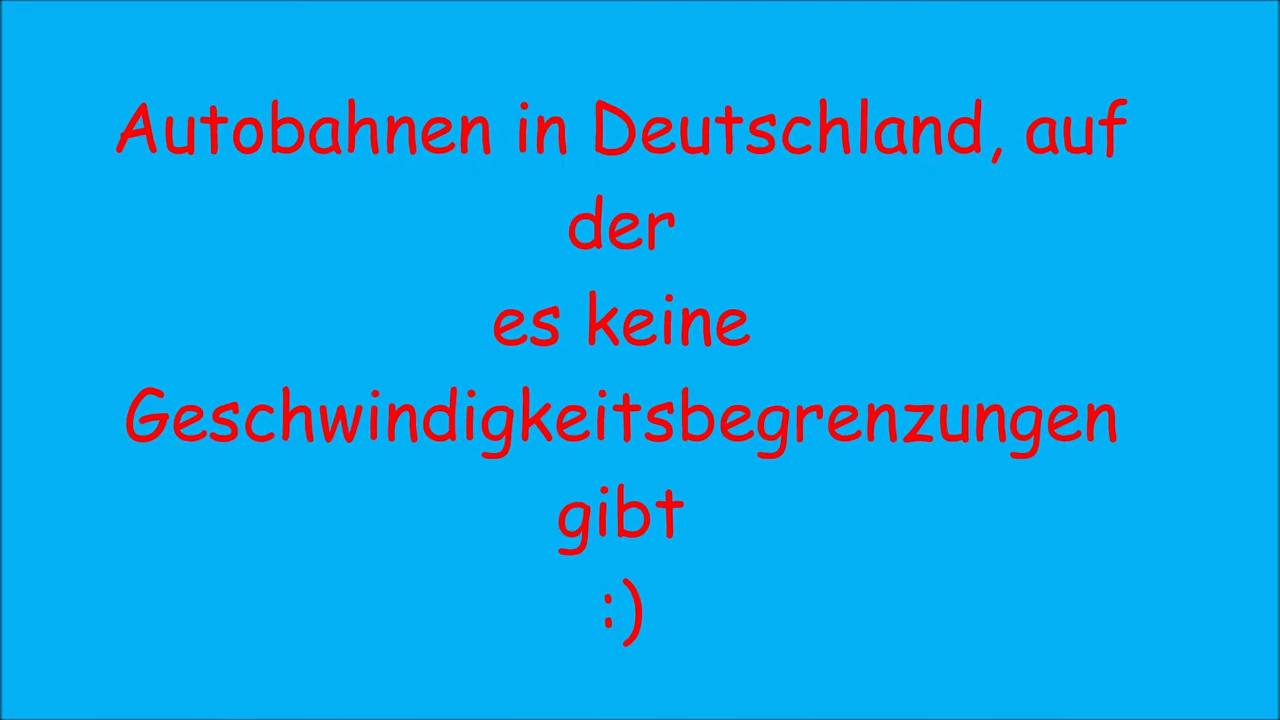 Autobahnen in Deutschland, auf
der
es keine
Geschwindigkeitsbegrenzungen
gibt
:)